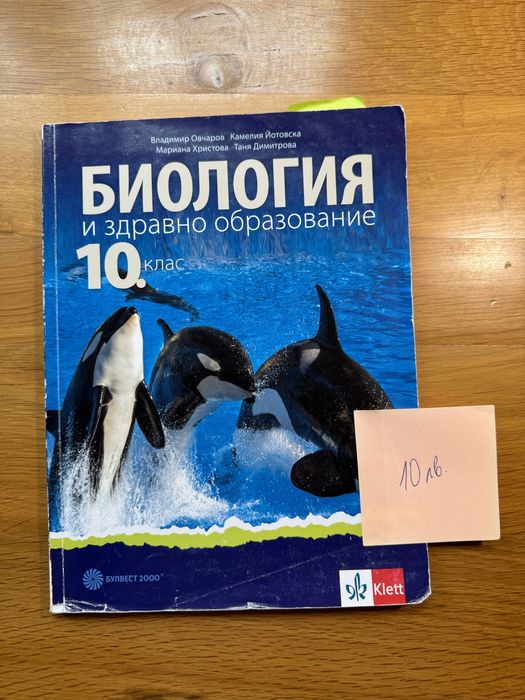 Владимир Овчаров Камелия Йотовска
Мариана Христова Таня Димитрова
БИОЛОГИЯ
и здравно образование
10. клас
10 лв.
БУЛВЕСТ 2000®
Klett